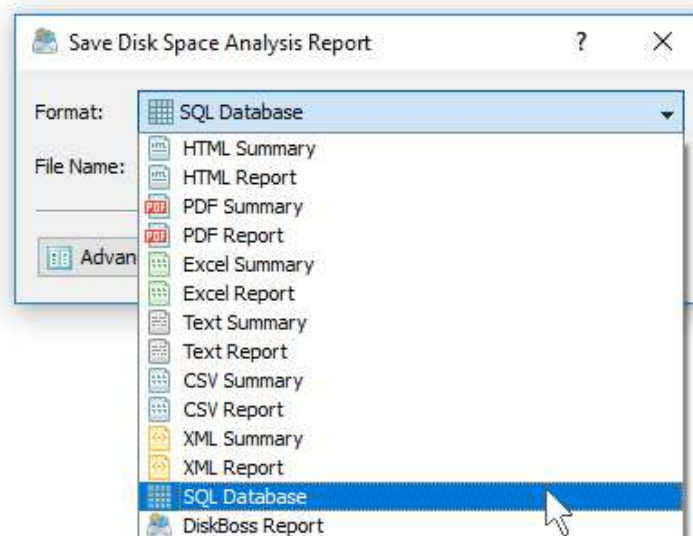 Save Disk Space Analysis Report ?
Format: SQL Database
HTML Summary
File Name: HTML Report
PDF Summary
PDF Report
Advan Excel Summary
Excel Report
Text Summary
Text Report
CSV Summary
CSV Report
XML Summary
XML Report
SQL Database
DiskBoss Report